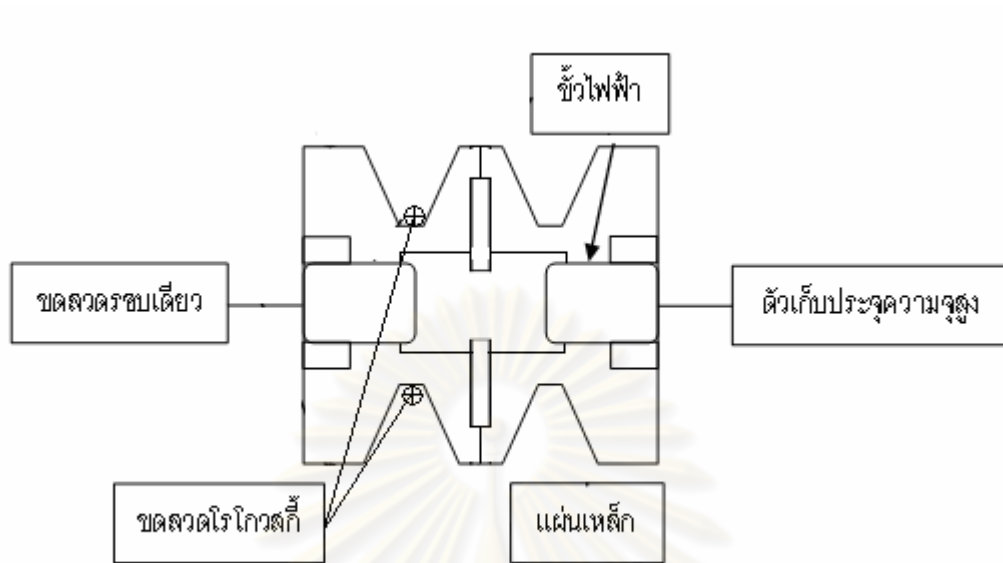 ขั้วไฟฟ้า
ขดลวดรอบเดียว
ตัวเก็บประจุความจุสูง
ขดลวดโรโกวสกี้
แผ่นเหล็ก